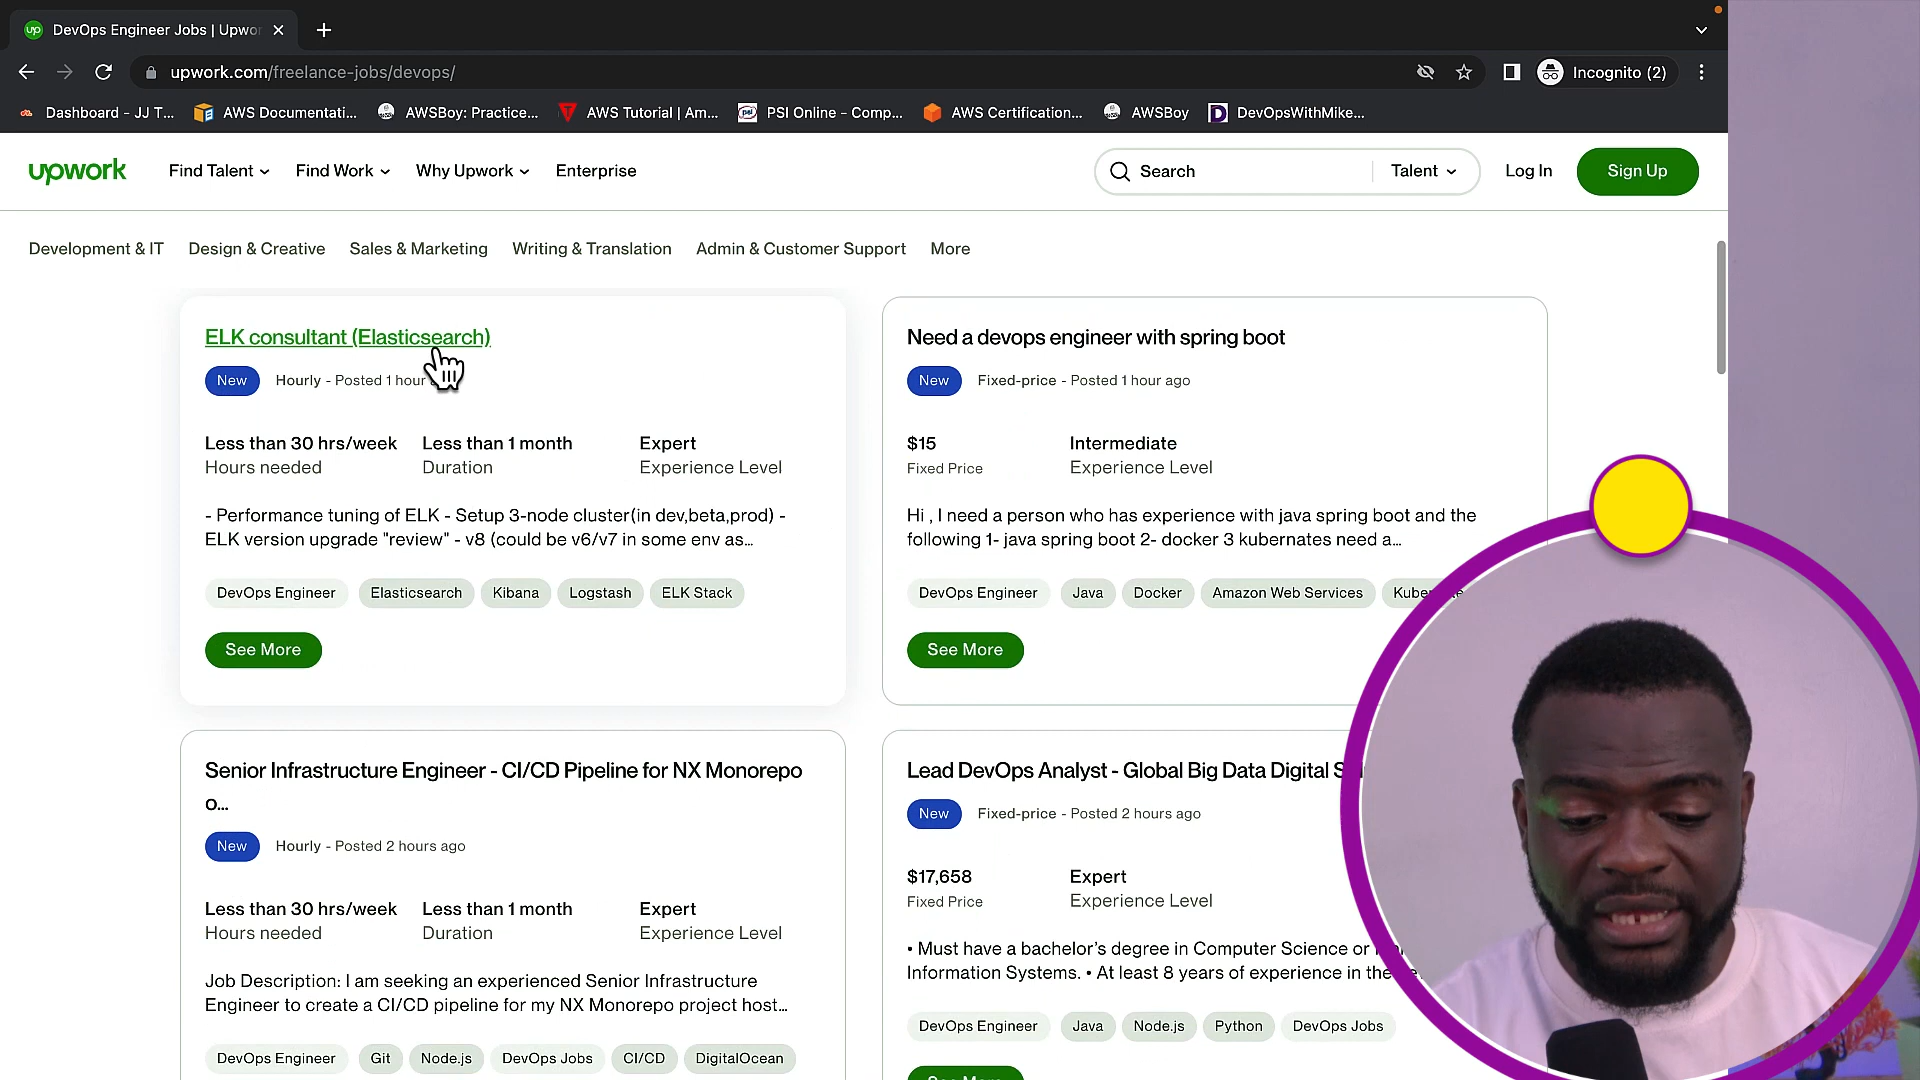 DevOps Engineer Jobs | Upwo
upwork.com/freelance-jobs/devops/
Incognito (2)
Dashboard - JJ T...
AWS Documentati...
AWSBoy: Practice...
AWS Tutorial | Am...
PSI Online - Comp...
AWS Certification...
AWSBoy
DevOpsWithMike...
upwork
Find Talent
Find Work
Why Upwork
Enterprise
Search
Talent
Log In
Sign Up
Development & IT
Design & Creative
Sales & Marketing
Writing & Translation
Admin & Customer Support
More
ELK consultant (Elasticsearch)
New
Hourly - Posted 1 hour
Less than 30 hrs/week
Hours needed
Less than 1 month
Duration
Expert
Experience Level
- Performance tuning of ELK - Setup 3-node cluster(in dev,beta,prod) -
ELK version upgrade "review" - v8 (could be v6/v7 in some env as...
DevOps Engineer
Elasticsearch
Kibana
Logstash
ELK Stack
See More
Need a devops engineer with spring boot
New
Fixed-price - Posted 1 hour ago
$15
Fixed Price
Intermediate
Experience Level
Hi , I need a person who has experience with java spring boot and the
following 1- java spring boot 2- docker 3 kubernates need a...
DevOps Engineer
Java
Docker
Amazon Web Services
See More
Senior Infrastructure Engineer - CI/CD Pipeline for NX Monorepo
o...
New
Hourly - Posted 2 hours ago
Less than 30 hrs/week
Hours needed
Less than 1 month
Duration
Expert
Experience Level
Job Description: I am seeking an experienced Senior Infrastructure
Engineer to create a CI/CD pipeline for my NX Monorepo project host...
DevOps Engineer
Git
Node.js
DevOps Jobs
CI/CD
DigitalOcean
Lead DevOps Analyst - Global Big Data Digital
New
Fixed-price - Posted 2 hours ago
$17,658
Fixed Price
Expert
Experience Level
• Must have a bachelor's degree in Computer Science or
Information Systems. • At least 8 years of experience in the
DevOps Engineer
Java
Node.js
Python
DevOps Jobs